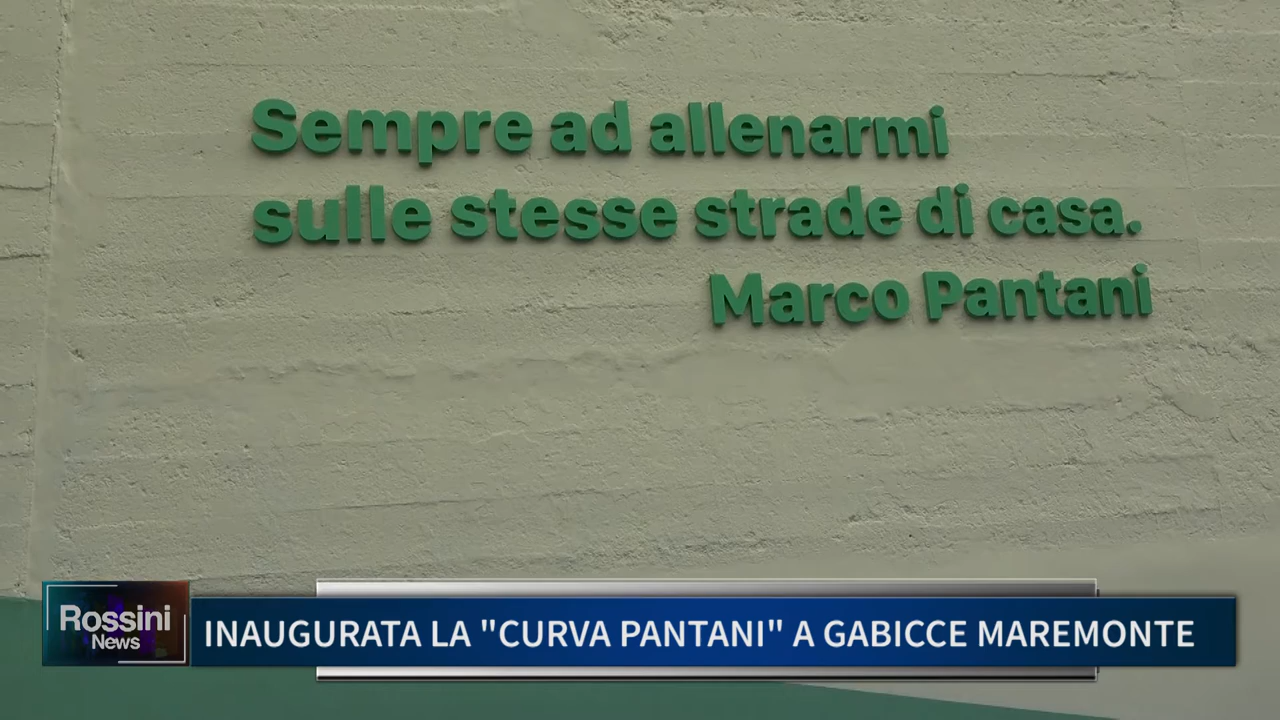 Sempre ad allenarmi
sulle stesse strade di casa.
Marco Pantani
Rossini
News
INAUGURATA LA "CURVA PANTANI" A GABICCE MAREMONTE